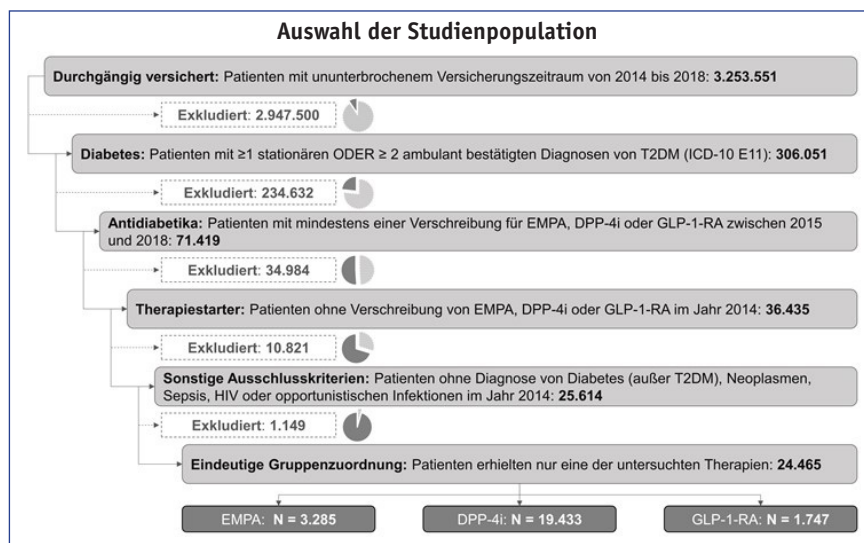 Auswahl der Studienpopulation
Durchgängig versichert: Patienten mit ununterbrochenem Versicherungszeitraum von 2014 bis 2018: 3.253.551
Exkludiert: 2.947.500
Diabetes: Patienten mit ≥1 stationären ODER ≥ 2 ambulant bestätigten Diagnosen von T2DM (ICD-10 E11): 306.051
Exkludiert: 234.632
Antidiabetika: Patienten mit mindestens einer Verschreibung für EMPA, DPP-4i oder GLP-1-RA zwischen 2015
und 2018: 71.419
Exkludiert: 34.984
Therapiestarter: Patienten ohne Verschreibung von EMPA, DPP-4i oder GLP-1-RA im Jahr 2014: 36.435
Exkludiert: 10.821
Sonstige Ausschlusskriterien: Patienten ohne Diagnose von Diabetes (außer T2DM), Neoplasmen,
Sepsis, HIV oder opportunistischen Infektionen im Jahr 2014: 25.614
Exkludiert: 1.149
Eindeutige Gruppenzuordnung: Patienten erhielten nur eine der untersuchten Therapien: 24.465
EMPA: N = 3.285
DPP-4i: N = 19.433
GLP-1-RA: N = 1.747